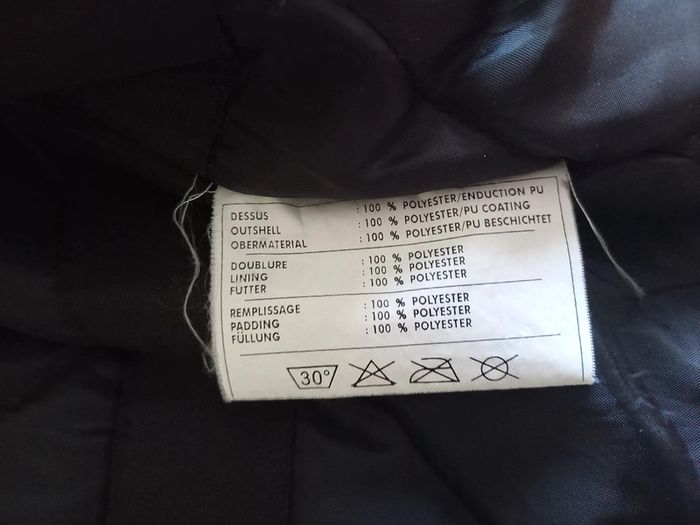 DESSUS : 100 % POLYESTER/ENDUCTION PU
OUTSHELL : 100 % POLYESTER/PU COATING
OBERMATERIAL : 100 % POLYESTER/PU BESCHICHTET
DOUBLURE : 100 % POLYESTER
LINING : 100 % POLYESTER
FUTTER : 100 % POLYESTER
REMPLISSAGE : 100 % POLYESTER
PADDING : 100 % POLYESTER
FÜLLUNG : 100 % POLYESTER
30°